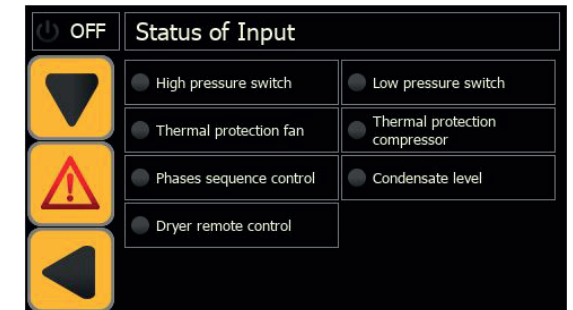 OFF
Status of Input
High pressure switch
Low pressure switch
Thermal protection fan
Thermal protection
compressor
Phases sequence control
Condensate level
Dryer remote control